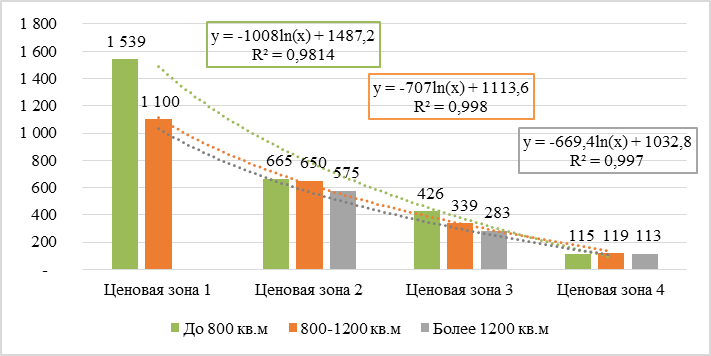 1 800
1 600
1 400
1 200
1 000
800
600
400
200
-
y = -1008ln(x) + 1487,2
R² = 0,9814
y = -707ln(x) + 1113,6
R² = 0,998
y = -669,4ln(x) + 1032,8
R² = 0,997
1 539
1 100
665 650 575
426 339 283
115 119 113
Ценовая зона 1 Ценовая зона 2 Ценовая зона 3 Ценовая зона 4
До 800 кв.м 800-1200 кв.м Более 1200 кв.м